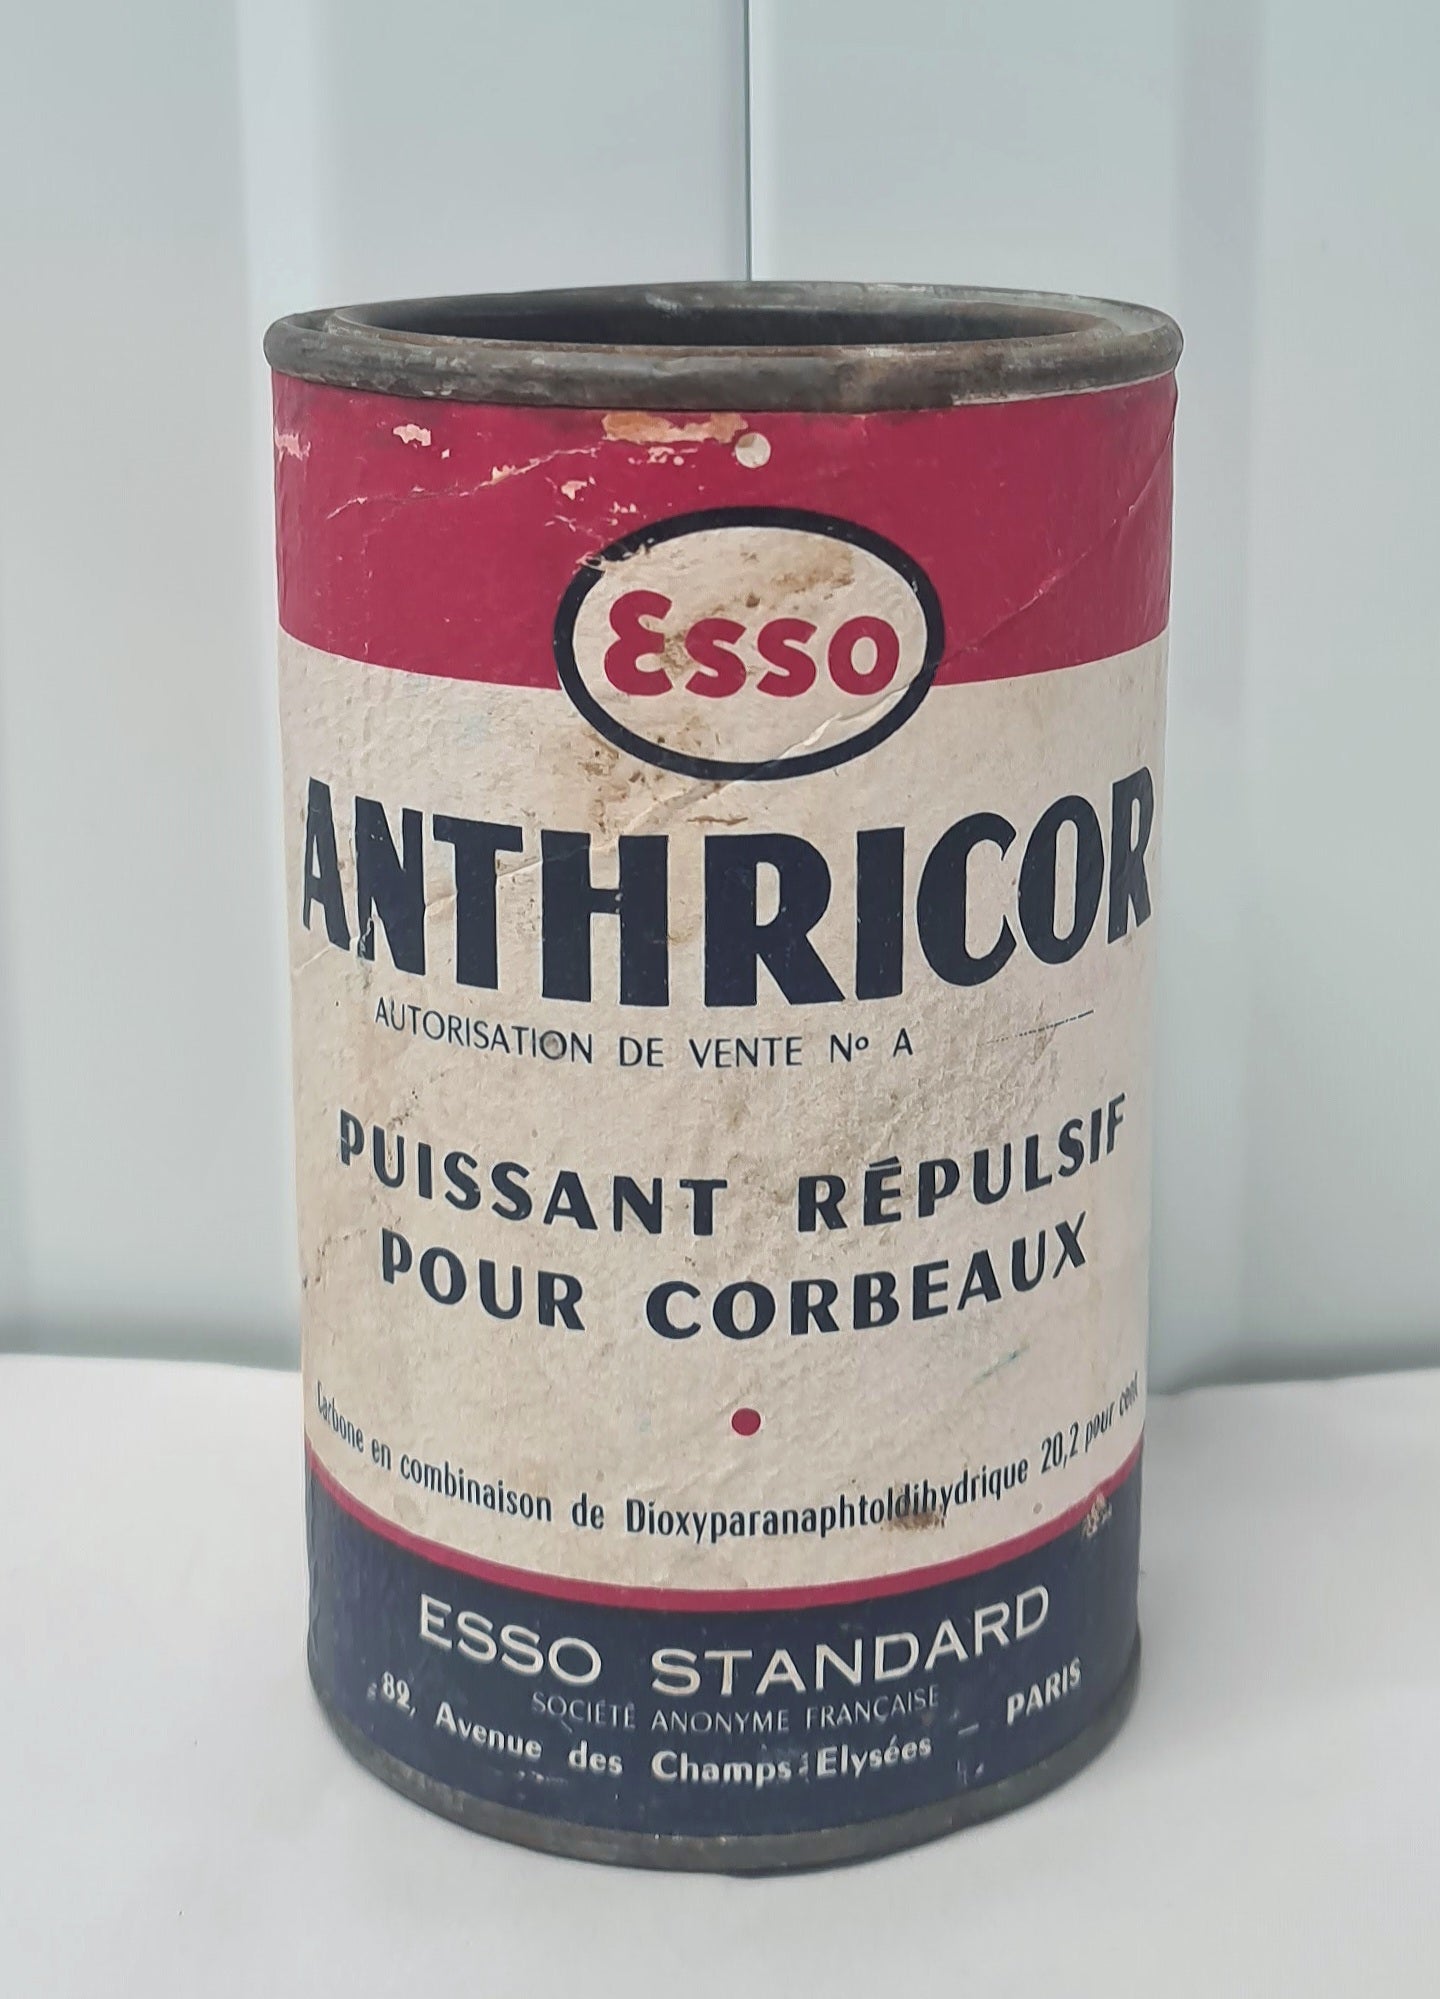 Esso
ANTHRICOR
AUTORISATION DE VENTE Nº A
PUISSANT RÉPULSIF
POUR CORBEAUX
Carbone en combinaison de Dioxyparanaphtoldihydrique 20,2 pour cent
ESSO STANDARD
SOCIÉTÉ ANONYME FRANÇAISE
82, Avenue des Champs-Elysées - PARIS